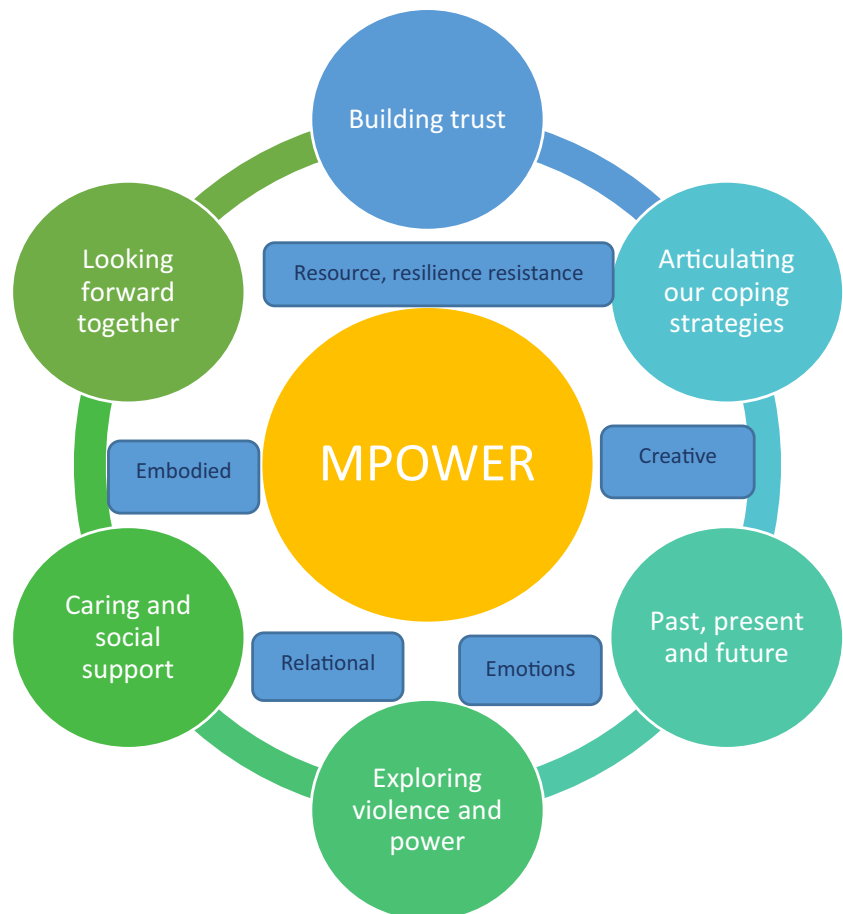 Building trust
Looking
forward
together
Resource, resilience resistance
Articulating
our coping
strategies
MPOWER
Embodied
Creative
Caring and
social
support
Relational
Emotions
Past, present
and future
Exploring
violence and
power